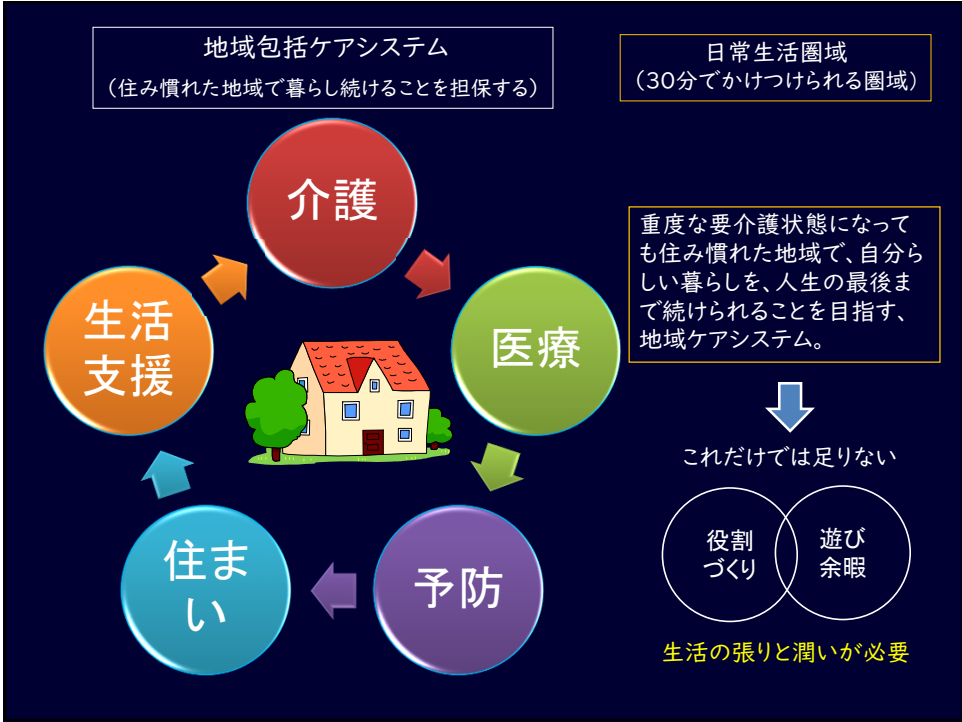 地域包括ケアシステム
（住み慣れた地域で暮らし続けることを担保する）
日常生活圏域
（30分でかけつけられる圏域）
介護
医療
予防
住ま
い
生活
支援
重度な要介護状態になって
も住み慣れた地域で、自分ら
しい暮らしを、人生の最後ま
で続けられることを目指す、
地域ケアシステム。
これだけでは足りない
役割
づくり
遊び
余暇
生活の張りと潤いが必要